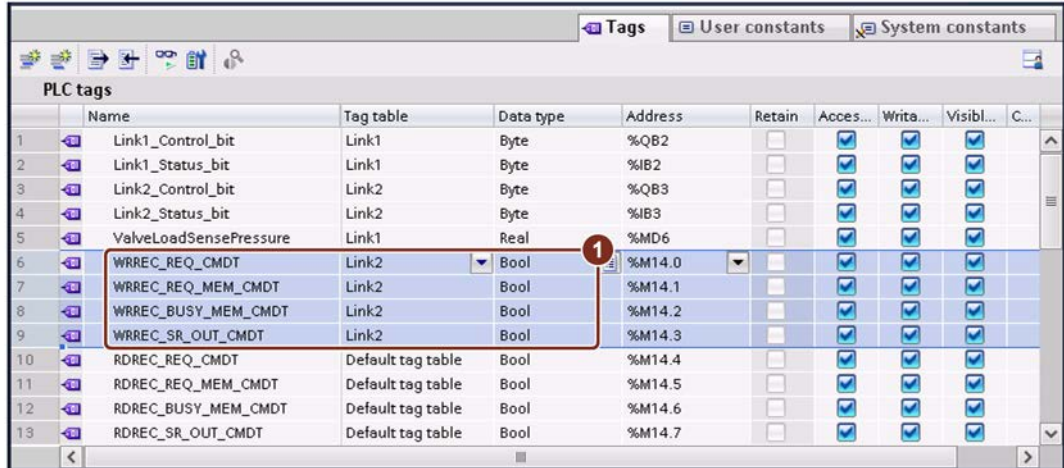 Tags User constants System constants
PLC tags
Name Tag table Data type Address Retain Acces... Writa... Visibl... C...
1 Link1_Control_bit Link1 Byte %QB2
2 Link1_Status_bit Link1 Byte %IB2
3 Link2_Control_bit Link2 Byte %QB3
4 Link2_Status_bit Link2 Byte %IB3
5 ValveLoadSensePressure Link1 Real %MD6
1
6 WRREC_REQ_CMDT Link2 Bool %M14.0
7 WRREC_REQ_MEM_CMDT Link2 Bool %M14.1
8 WRREC_BUSY_MEM_CMDT Link2 Bool %M14.2
9 WRREC_SR_OUT_CMDT Link2 Bool %M14.3
10 RDREC_REQ_CMDT Default tag table Bool %M14.4
11 RDREC_REQ_MEM_CMDT Default tag table Bool %M14.5
12 RDREC_BUSY_MEM_CMDT Default tag table Bool %M14.6
13 RDREC_SR_OUT_CMDT Default tag table Bool %M14.7